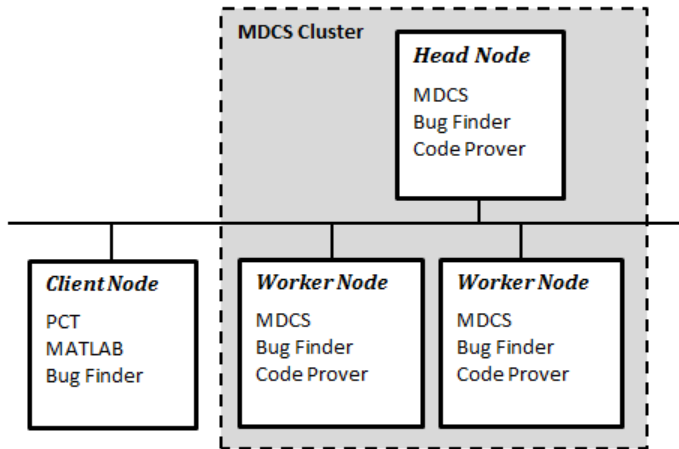 MDCS Cluster
Head Node
MDCS
Bug Finder
Code Prover
Client Node
PCT
MATLAB
Bug Finder
Worker Node
MDCS
Bug Finder
Code Prover
Worker Node
MDCS
Bug Finder
Code Prover